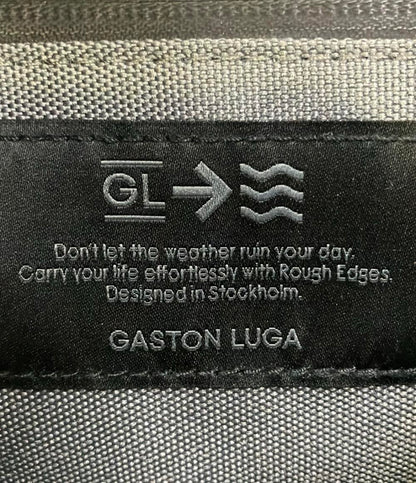 GL
Don't let the weather ruin your day.
Carry your life effortlessly with Rough Edges.
Designed in Stockholm.
GASTON LUGA